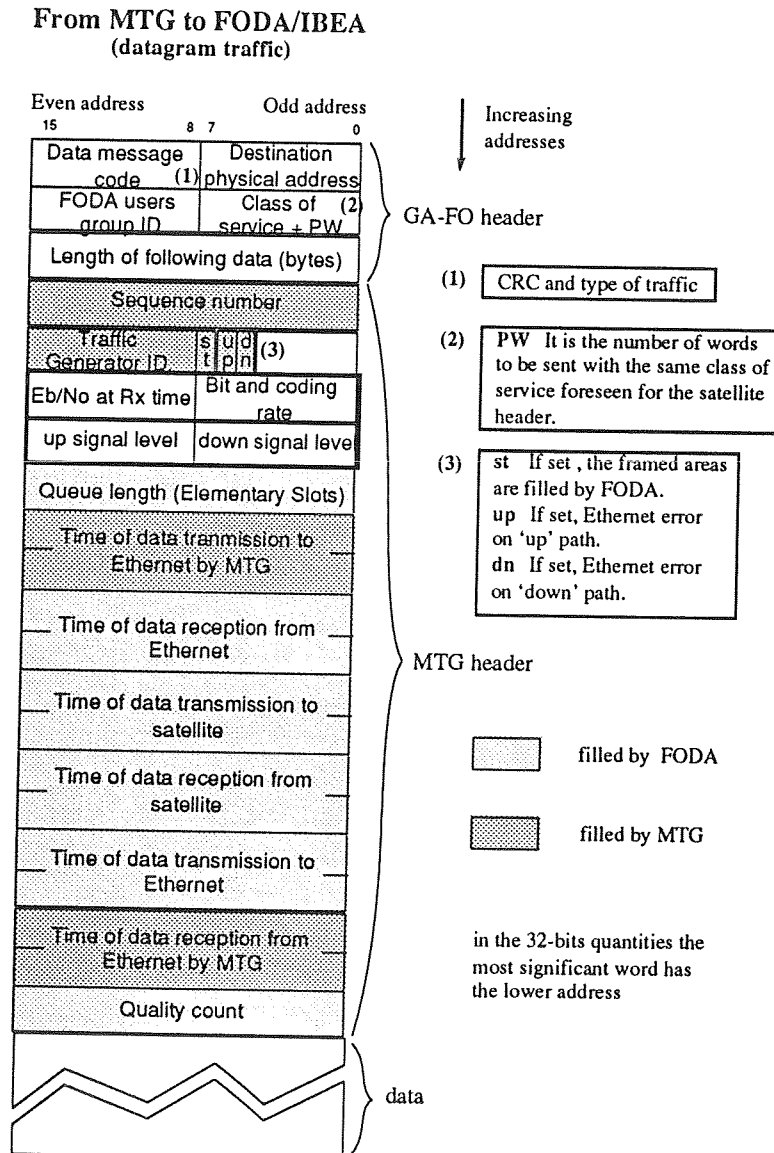 From MTG to FODA/IBEA
(datagram traffic)
Even address Odd address
15 8 7 0
Increasing
addresses
Data message
code (1)
Destination
physical address
FODA users
group ID
Class of (2)
service + PW
Length of following data (bytes)
GA-FO header
Sequence number
Traffic
Generator ID
st
up
dn
(3)
Eb/No at Rx time
Bit and coding
rate
up signal level
down signal level
Queue length (Elementary Slots)
Time of data tranmission to
Ethernet by MTG
Time of data reception from
Ethernet
Time of data transmission to
satellite
Time of data reception from
satellite
Time of data transmission to
Ethernet
Time of data reception from
Ethernet by MTG
Quality count
MTG header
data
(1) CRC and type of traffic
(2) PW It is the number of words
to be sent with the same class of
service foreseen for the satellite
header.
(3) st If set , the framed areas
are filled by FODA.
up If set, Ethernet error
on 'up' path.
dn If set, Ethernet error
on 'down' path.
filled by FODA
filled by MTG
in the 32-bits quantities the
most significant word has
the lower address